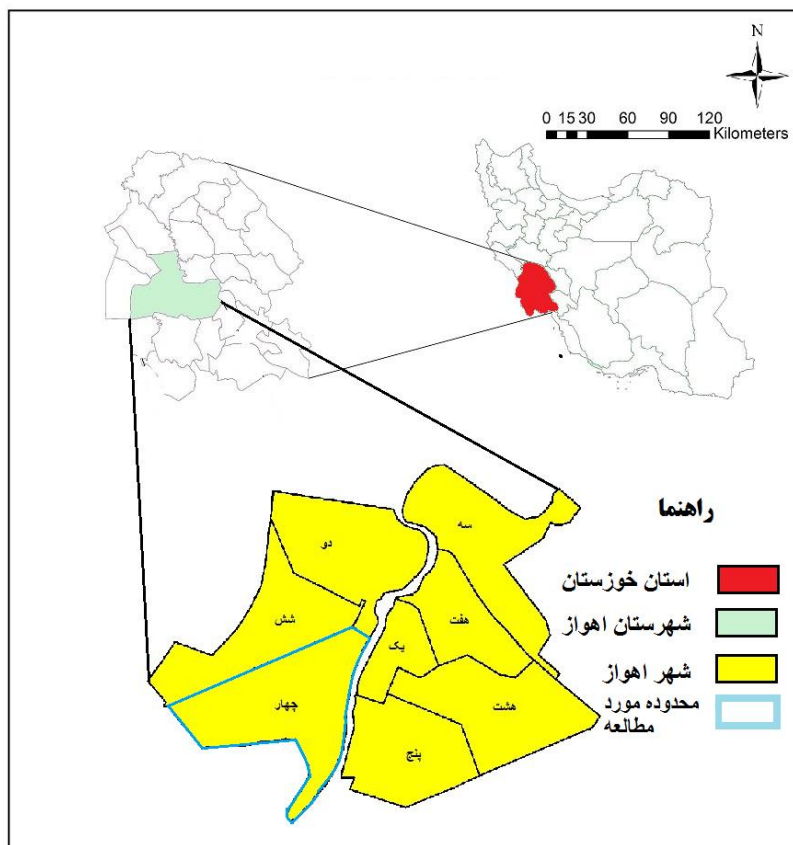 N
0 15 30 60 90 120
Kilometers
راهنما
استان خوزستان
شهرستان اهواز
شهر اهواز
محدوده مورد
مطالعه
سه
دو
هفت
شش
یک
چهار
هشت
پنج